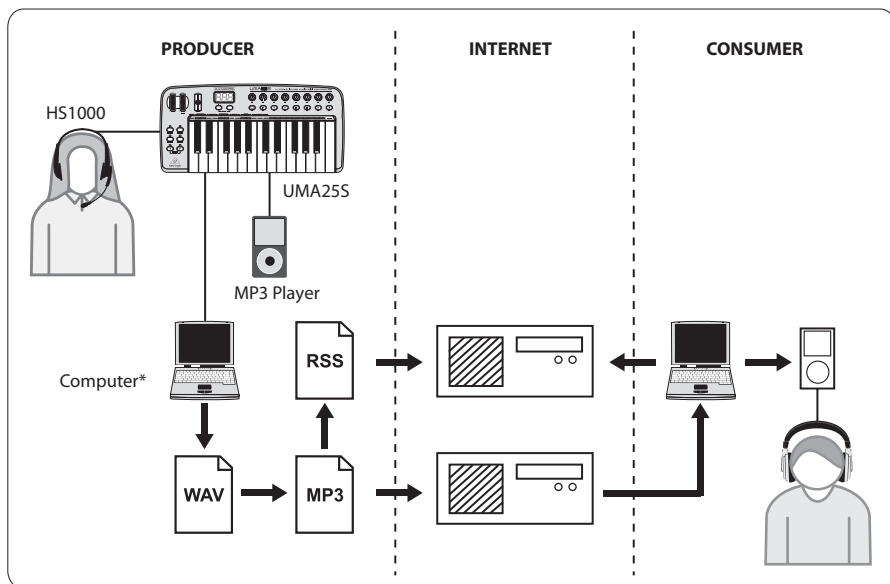 PRODUCER
INTERNET
CONSUMER
HS1000
UMA25S
MP3 Player
Computer*
RSS
WAV
MP3